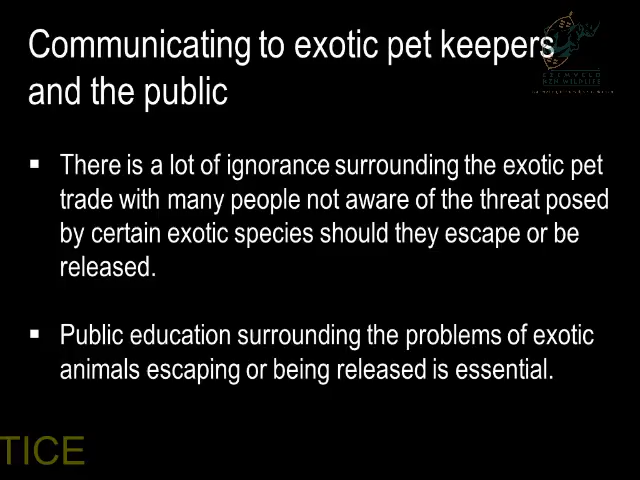 Communicating to exotic pet keepers
and the public
▪ There is a lot of ignorance surrounding the exotic pet
trade with many people not aware of the threat posed
by certain exotic species should they escape or be
released.
▪ Public education surrounding the problems of exotic
animals escaping or being released is essential.
TICE